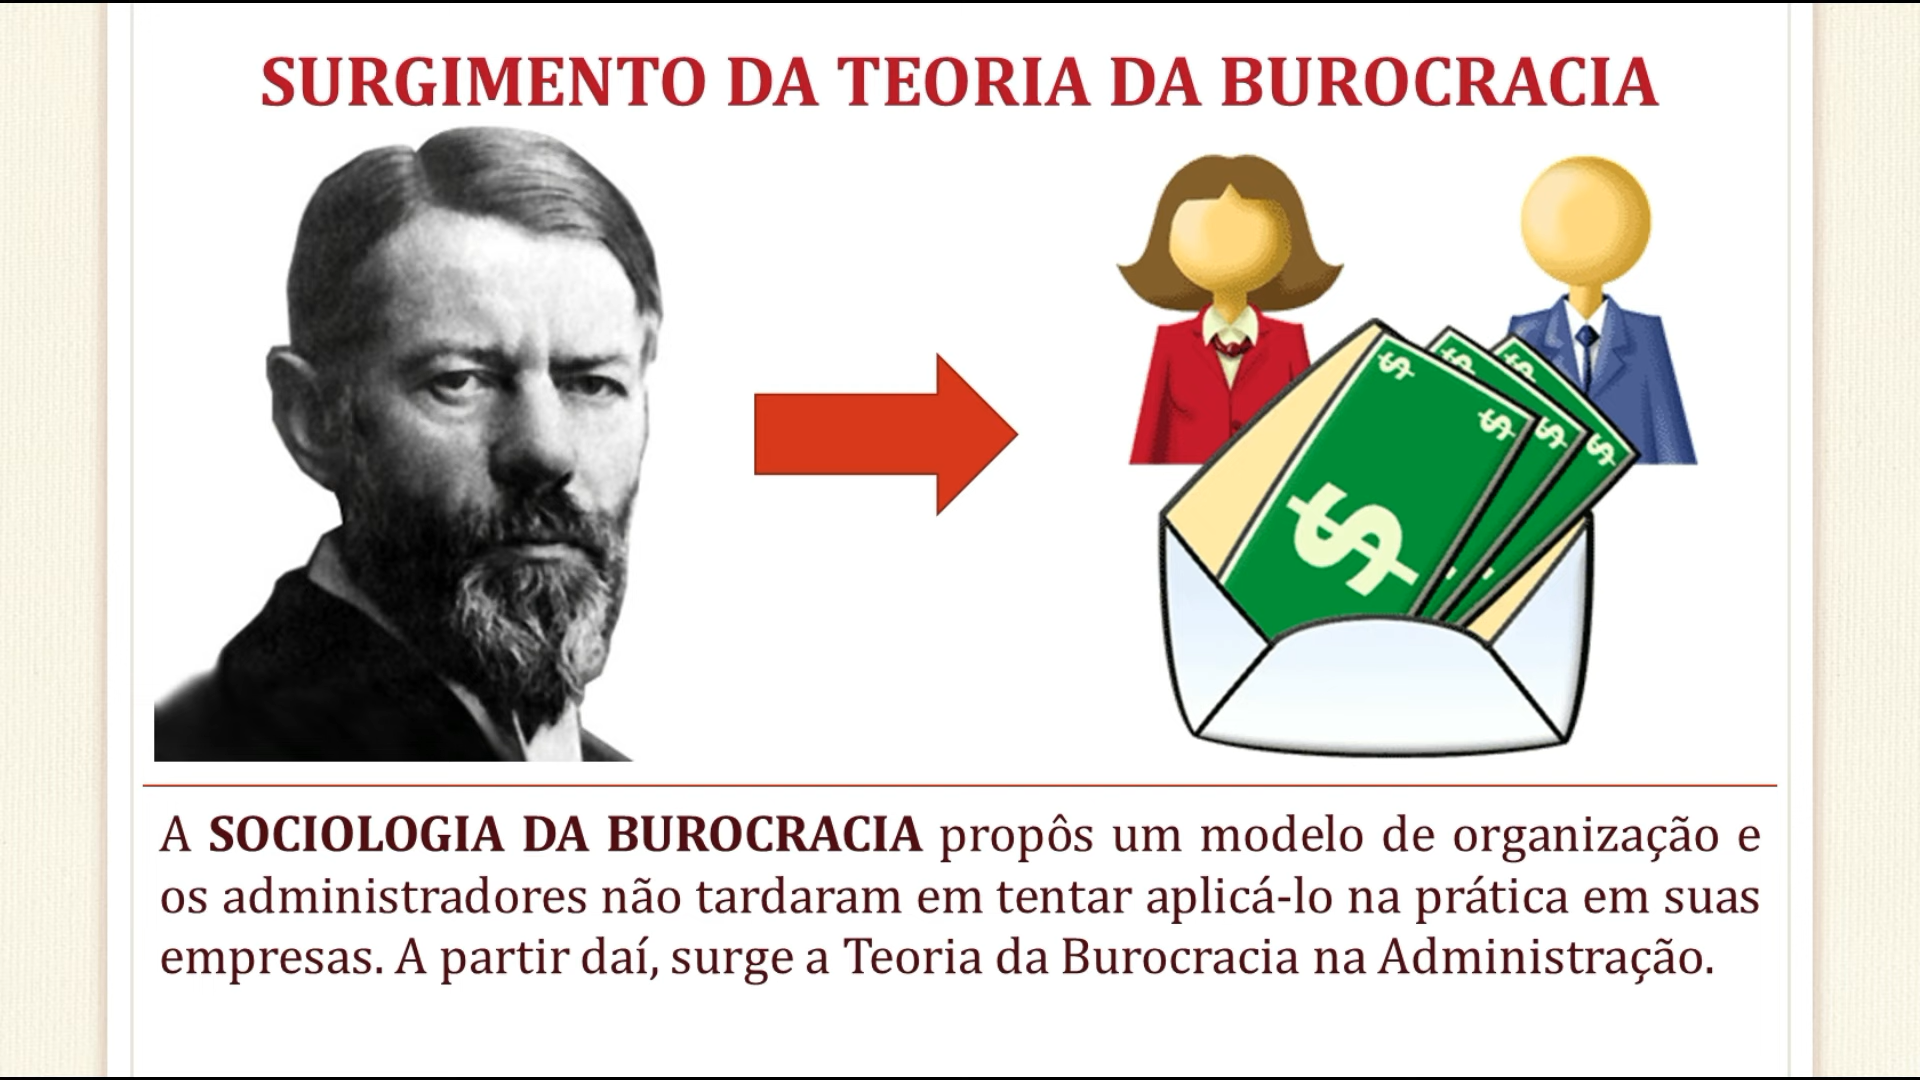 SURGIMENTO DA TEORIA DA BUROCRACIA
$ $ $ $ $
$
A SOCIOLOGIA DA BUROCRACIA propôs um modelo de organização e
os administradores não tardaram em tentar aplicá-lo na prática em suas
empresas. A partir daí, surge a Teoria da Burocracia na Administração.